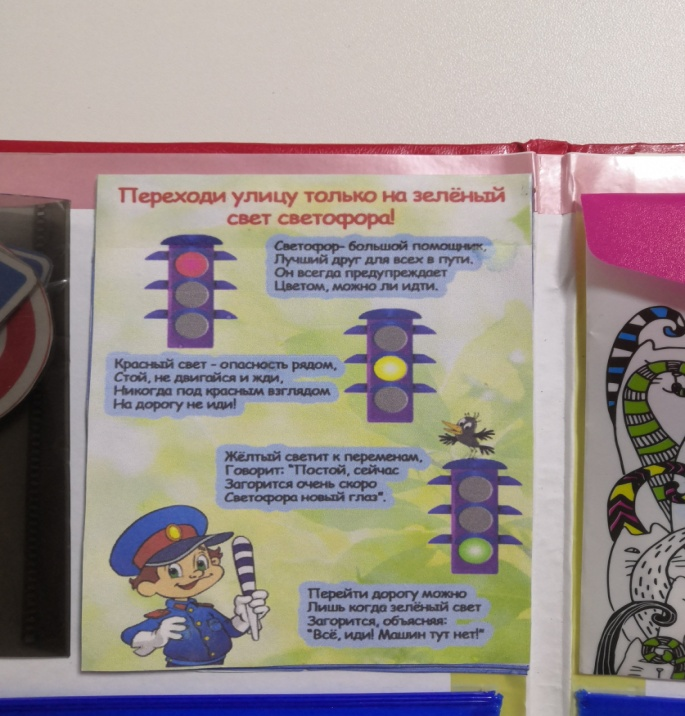 Переходи улицу только на зелёный
свет светофора!
Светофор- большой помощник,
Лучший друг для всех в пути.
Он всегда предупреждает
Цветом, можно ли идти.
Красный свет - опасность рядом,
Стой, не двигайся и жди,
Никогда под красным взглядом
На дорогу не иди!
Жёлтый светит к переменам,
Говорит: "Постой, сейчас
Загорится очень скоро
Светофора новый глаз".
Перейти дорогу можно
Лишь когда зелёный свет
Загорится, объясняя:
"Всё, иди! Машин тут нет!"